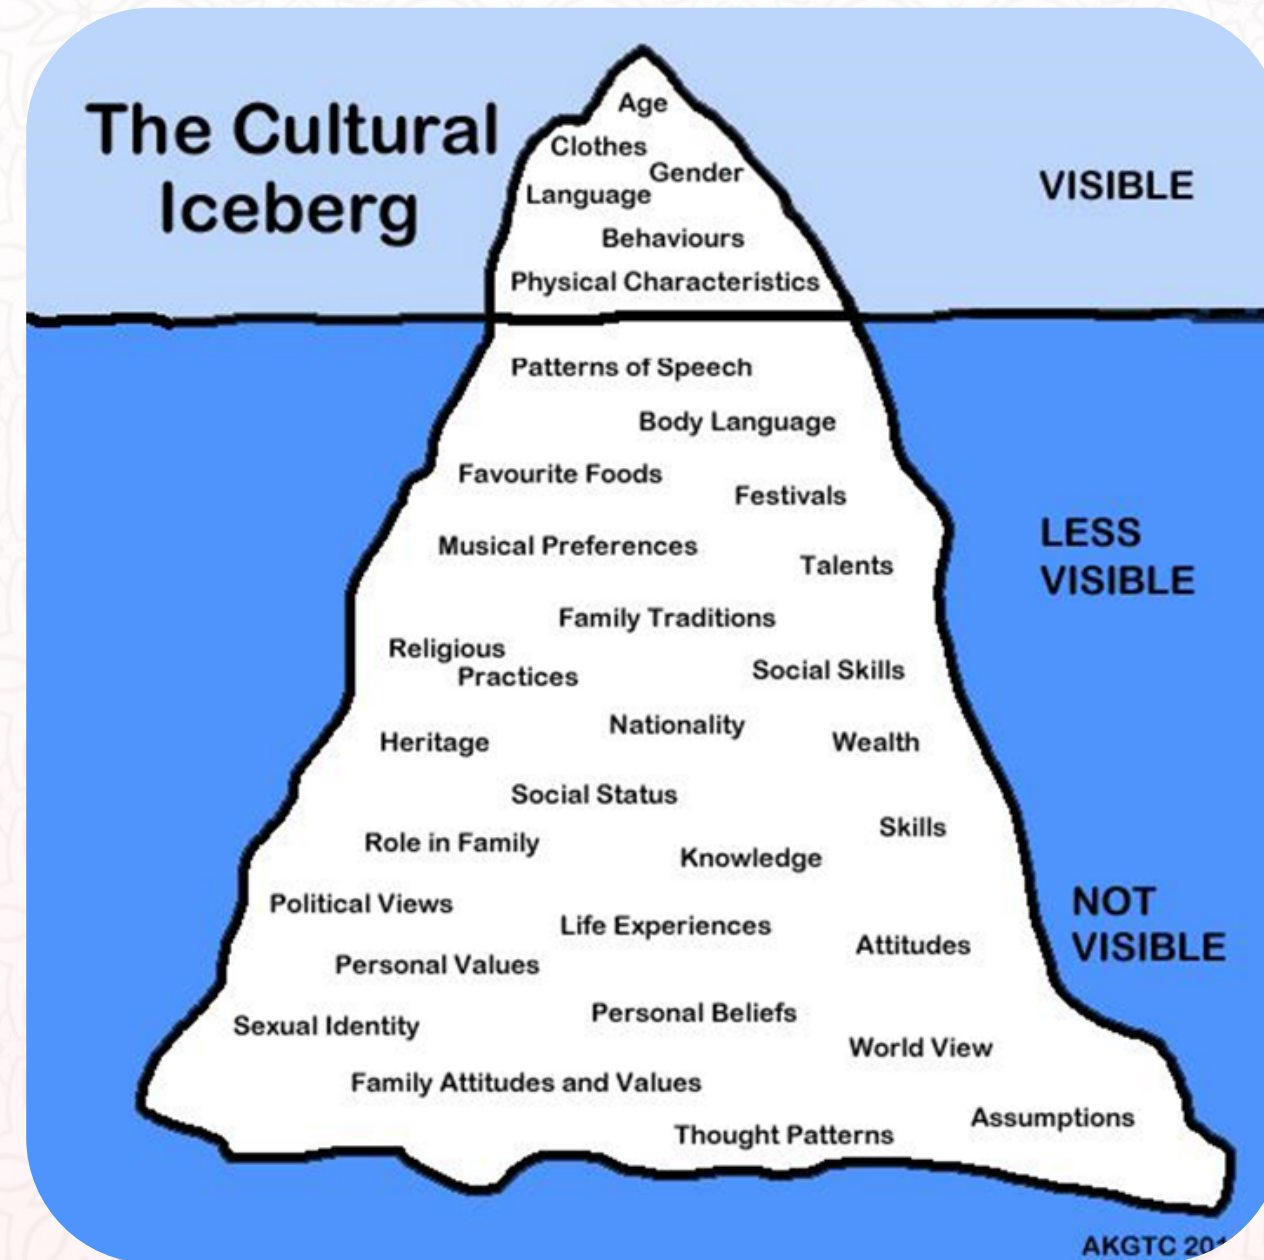 The Cultural
Iceberg
VISIBLE
Age
Clothes
Gender
Language
Behaviours
Physical Characteristics
Patterns of Speech
Body Language
Favourite Foods
Festivals
Musical Preferences
LESS
VISIBLE
Talents
Family Traditions
Religious
Practices
Social Skills
Nationality
Heritage
Wealth
Social Status
Skills
Role in Family
Knowledge
NOT
VISIBLE
Political Views
Life Experiences
Attitudes
Personal Values
Personal Beliefs
Sexual Identity
World View
Family Attitudes and Values
Assumptions
Thought Patterns
AKGTC